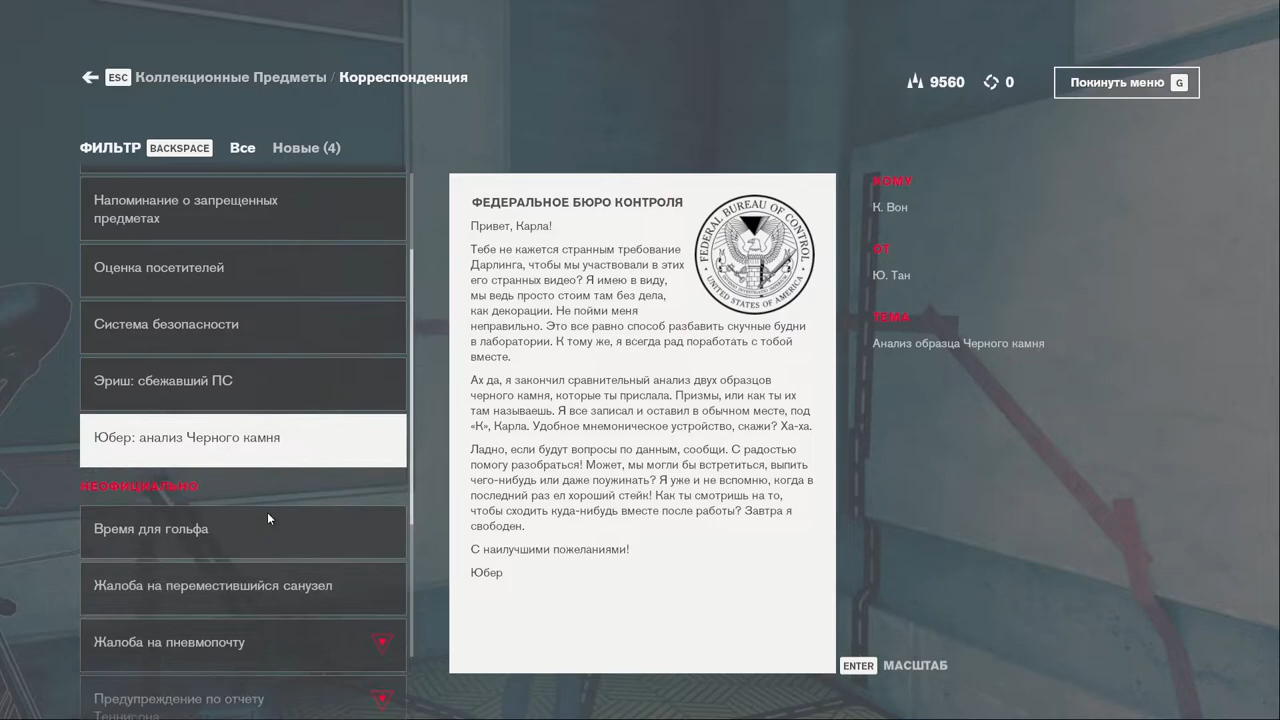 ESC Коллекционные Предметы / Корреспонденция
9560
0
Покинуть меню G
ФИЛЬТР BACKSPACE Все Новые (4)
Напоминание о запрещенных
предметах
Оценка посетителей
Система безопасности
Эриш: сбежавший ПС
Юбер: анализ Черного камня
НЕОФИЦИАЛЬНО
Время для гольфа
Жалоба на переместившийся санузел
Жалоба на пневмопочту
Предупреждение по отчету
Теннисона
ФЕДЕРАЛЬНОЕ БЮРО КОНТРОЛЯ
FEDERAL BUREAU OF CONTROL
UNITED STATES OF AMERICA
Привет, Карла!
Тебе не кажется странным требование
Дарлинга, чтобы мы участвовали в этих
его странных видео? Я имею в виду,
мы ведь просто стоим там без дела,
как декорации. Не пойми меня
неправильно. Это все равно способ разбавить скучные будни
в лаборатории. К тому же, я всегда рад поработать с тобой
вместе.
Ах да, я закончил сравнительный анализ двух образцов
черного камня, которые ты прислала. Призмы, или как ты их
там называешь. Я все записал и оставил в обычном месте, под
«К», Карла. Удобное мнемоническое устройство, скажи? Ха-ха.
Ладно, если будут вопросы по данным, сообщи. С радостью
помогу разобраться! Может, мы могли бы встретиться, выпить
чего-нибудь или даже поужинать? Я уже и не вспомню, когда в
последний раз ел хороший стейк! Как ты смотришь на то,
чтобы сходить куда-нибудь вместе после работы? Завтра я
свободен.
С наилучшими пожеланиями!
Юбер
КОМУ
К. Вон
ОТ
Ю. Тан
ТЕМА
Анализ образца Черного камня
ENTER МАСШТАБ